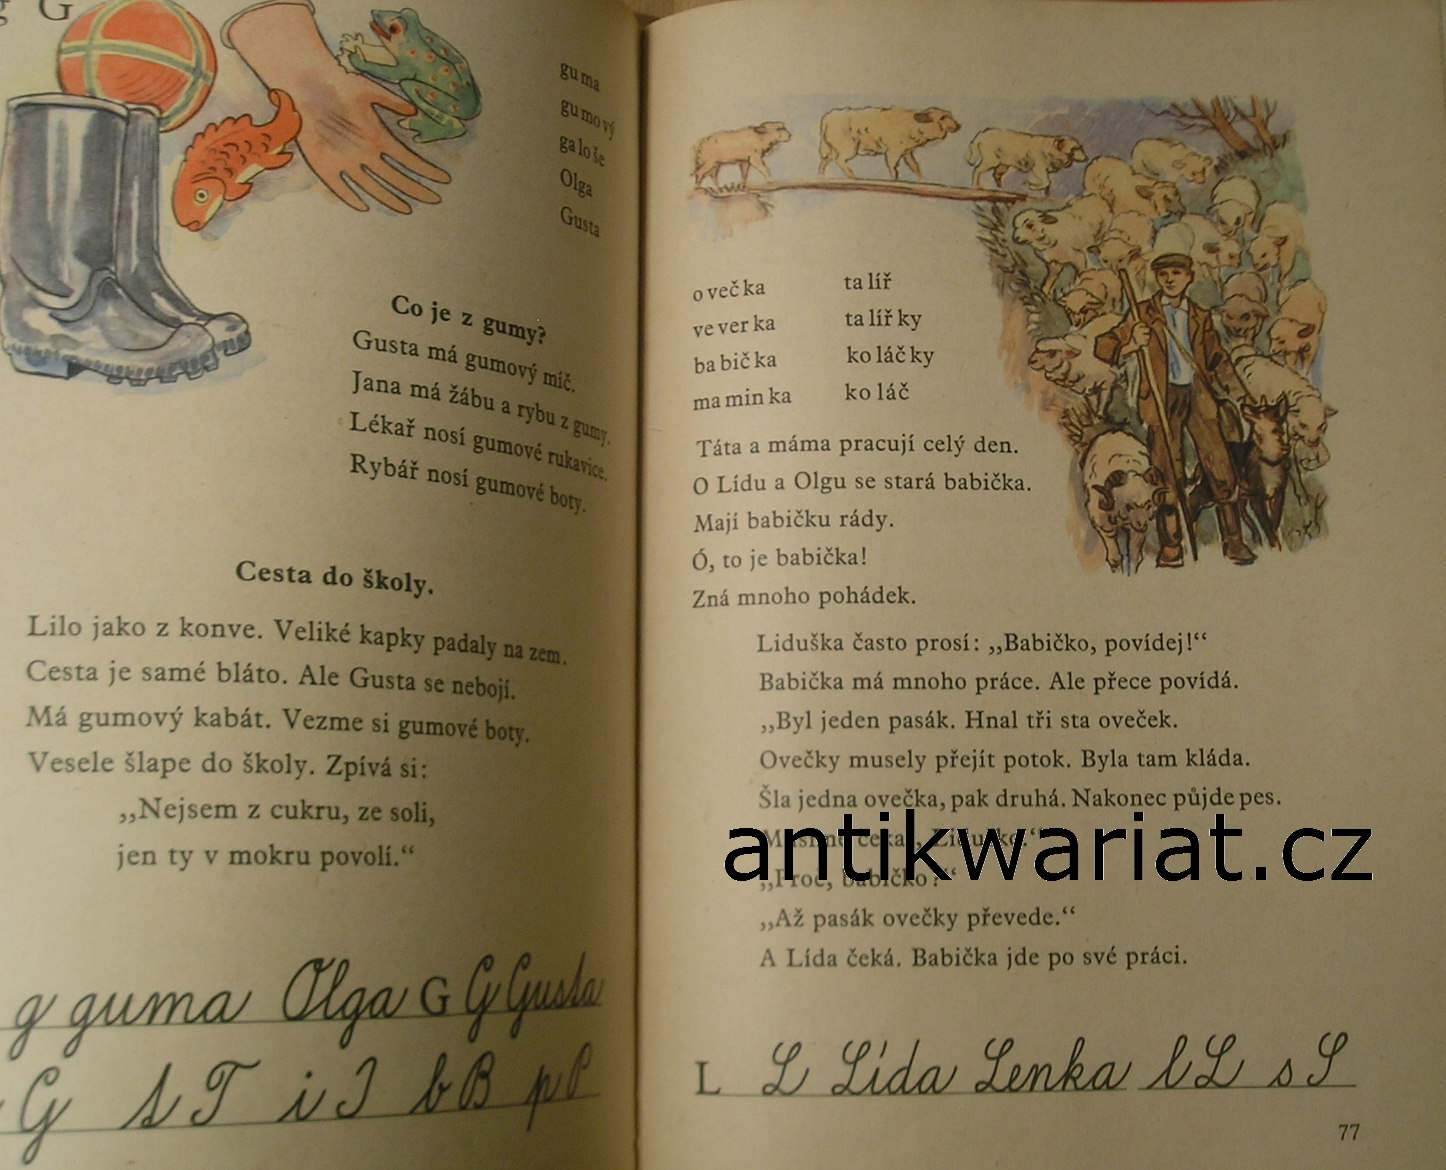 g G
gu ma
gu mo vý
ga lo še
Olga
Gusta
Co je z gumy?
Gusta má gumový míč.
Jana má žábu a rybu z gumy.
Lékař nosí gumové rukavice.
Rybář nosí gumové boty.
Cesta do školy.
Lilo jako z konve. Veliké kapky padaly na zem.
Cesta je samé bláto. Ale Gusta se nebojí.
Má gumový kabát. Vezme si gumové boty.
Vesele šlape do školy. Zpívá si:
„Nejsem z cukru, ze soli,
jen ty v mokru povolí.“
g guma Olga G G Gusta
G t T i I b B p P
o več ka ta líř
ve ver ka ta líř ky
ba bič ka ko láč ky
ma min ka ko láč
Táta a máma pracují celý den.
O Lídu a Olgu se stará babička.
Mají babičku rády.
Ó, to je babička!
Zná mnoho pohádek.
Liduška často prosí: „Babičko, povídej!“
Babička má mnoho práce. Ale přece povídá.
„Byl jeden pasák. Hnal tři sta oveček.
Ovečky musely přejít potok. Byla tam kláda.
Šla jedna ovečka, pak druhá. Nakonec půjde pes.
Musíme čekat, Liduško.“
antikwariat.cz
„Proč, babičko?“
„Až pasák ovečky převede.“
A Lída čeká. Babička jde po své práci.
L L Lída Lenka l L s S
77